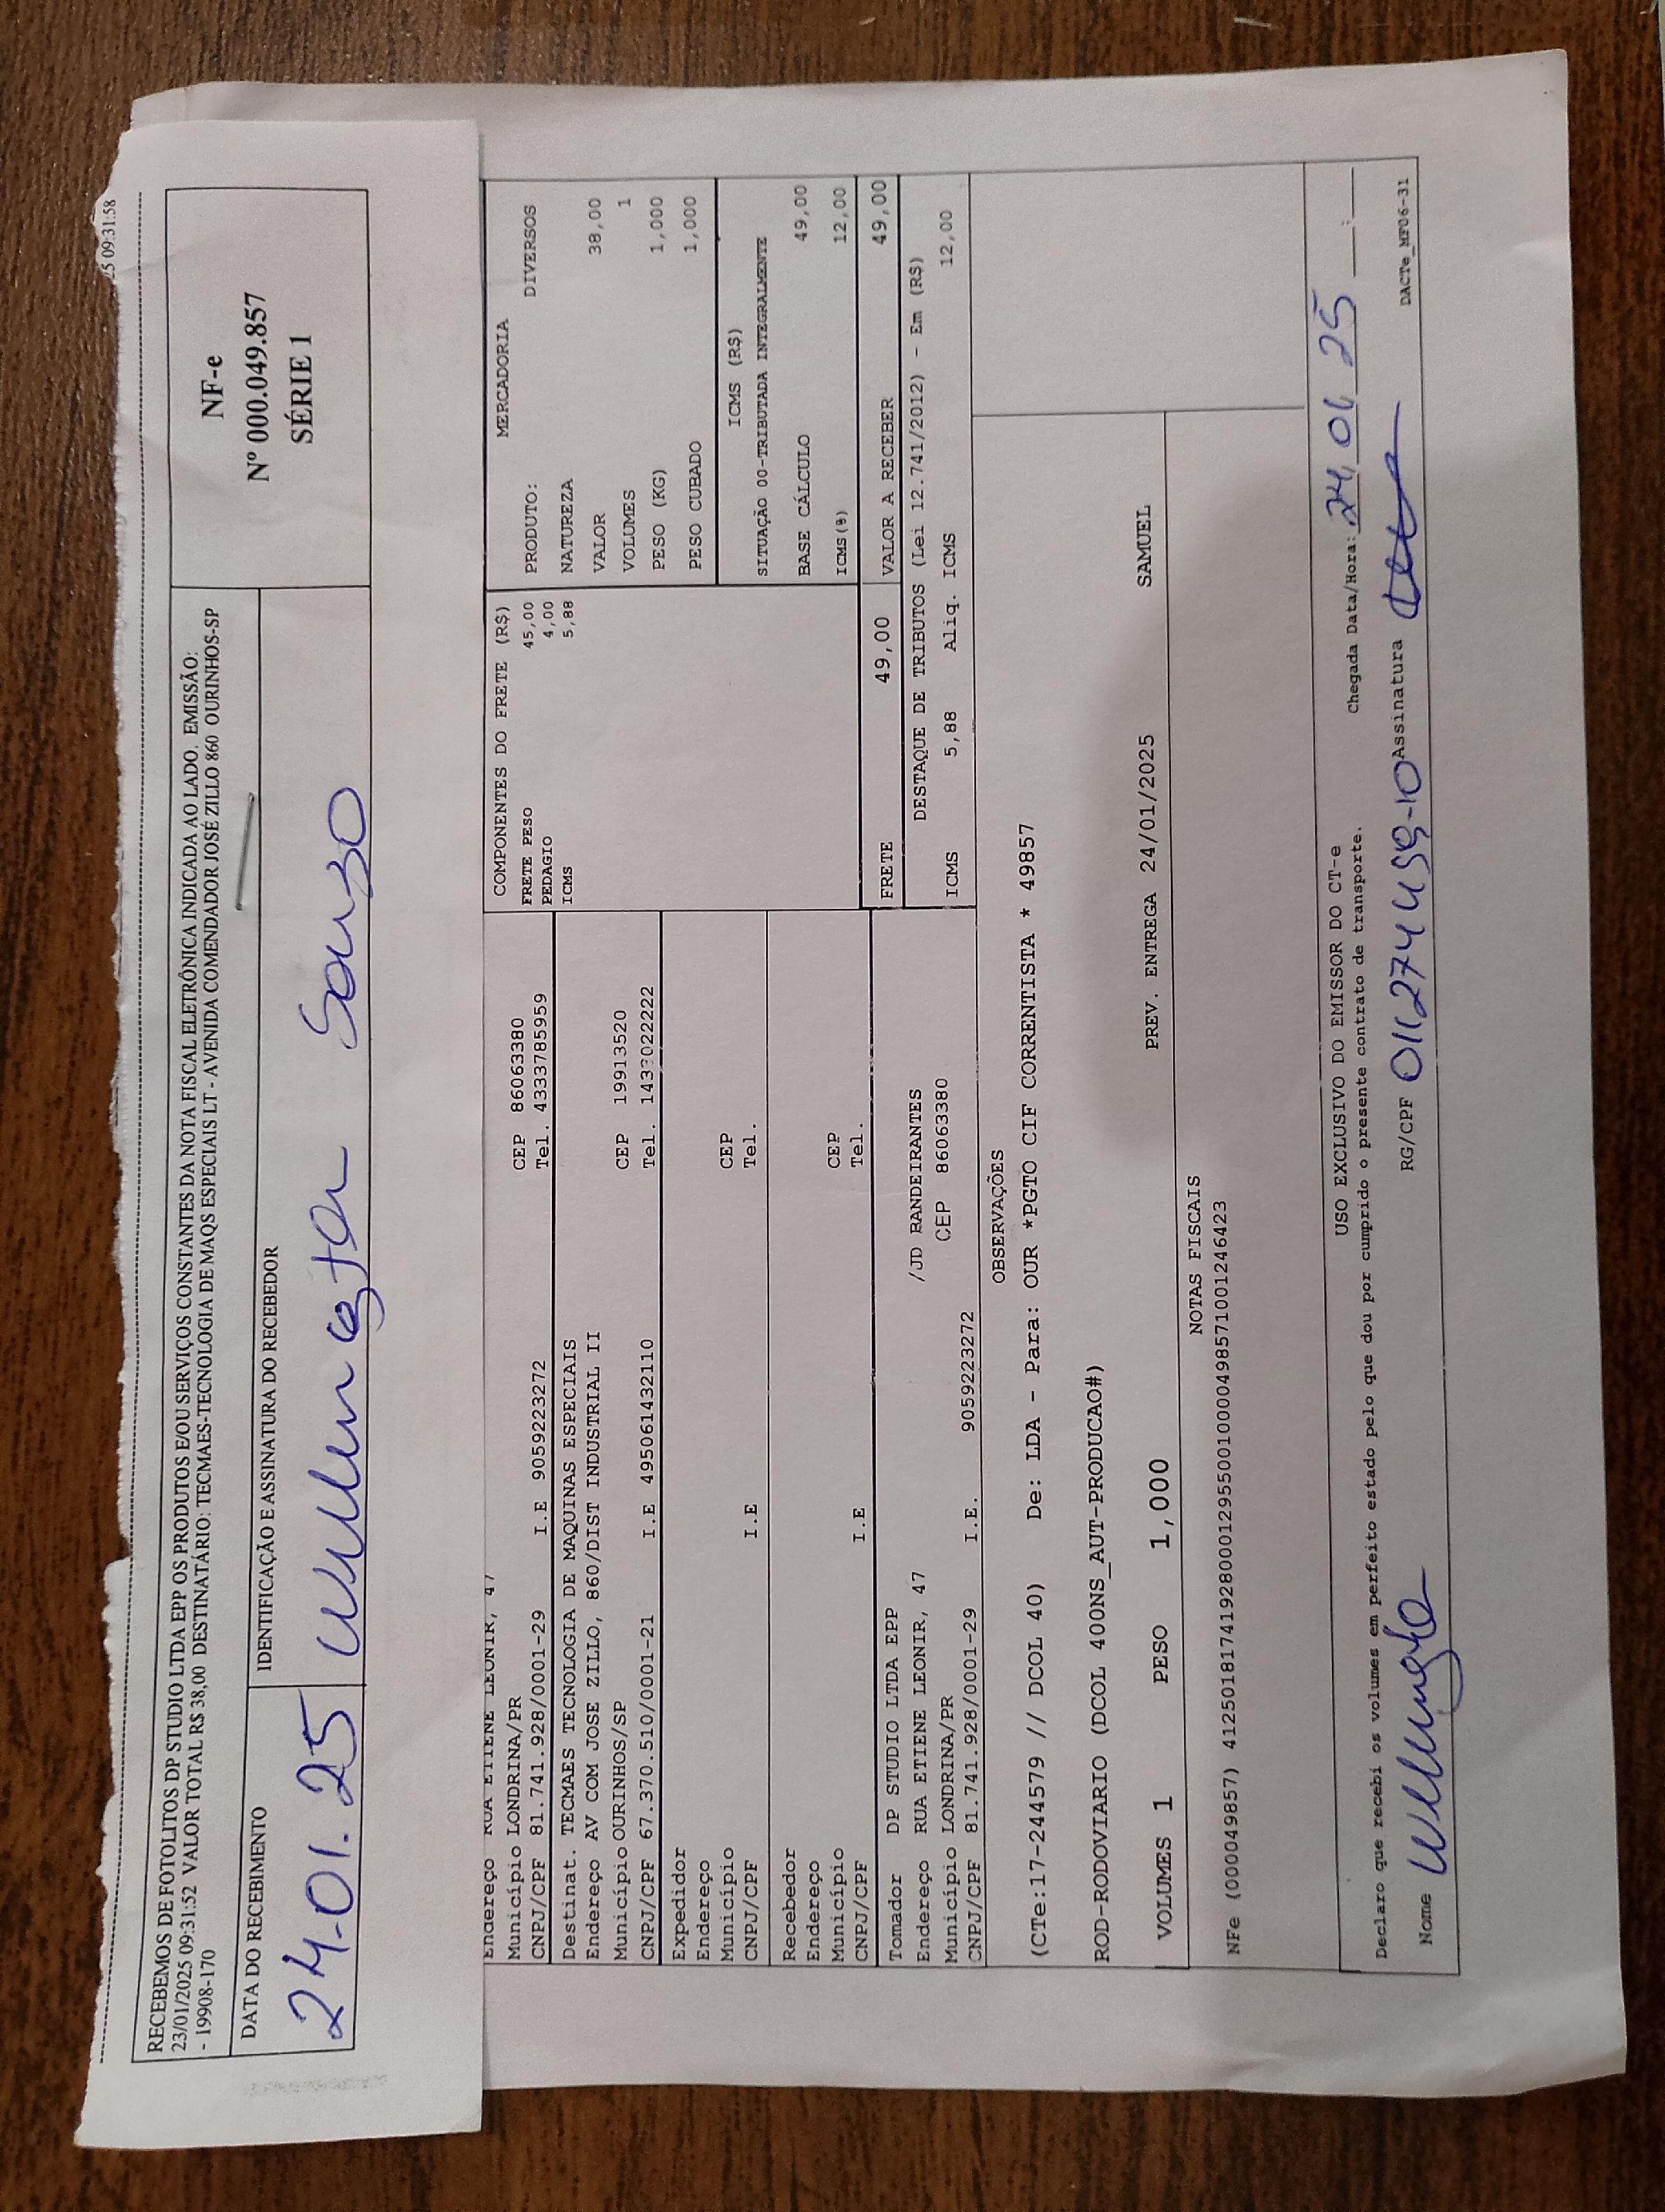 5 09:31:58
RECEBEMOS DE FOTOLITOS DP STUDIO LTDA EPP OS PRODUTOS E/OU SERVIÇOS CONSTANTES DA NOTA FISCAL ELETRÔNICA INDICADA AO LADO. EMISSÃO:
23/01/2025 09:31:52 VALOR TOTAL R$ 38,00 DESTINATÁRIO: TECMAES-TECNOLOGIA DE MAQS ESPECIAIS LT - AVENIDA COMENDADOR JOSÉ ZILLO 860 OURINHOS-SP
- 19908-170
NF-e
Nº 000.049.857
SÉRIE 1
DATA DO RECEBIMENTO
24.01.25
IDENTIFICAÇÃO E ASSINATURA DO RECEBEDOR
Souza
Endereço RUA ETIENE LEONIR, 47
Município LONDRINA/PR CEP 86063380
CNPJ/CPF 81.741.928/0001-29 I.E 9059223272 Tel. 4333785959
Destinat. TECMAES TECNOLOGIA DE MAQUINAS ESPECIAIS
Endereço AV COM JOSE ZILLO, 860/DIST INDUSTRIAL II
Município OURINHOS/SP CEP 19913520
CNPJ/CPF 67.370.510/0001-21 I.E 495061432110 Tel.
Expedidor
Endereço
Município CEP
CNPJ/CPF I.E Tel.
Recebedor
Endereço
Município CEP
CNPJ/CPF I.E Tel.
Tomador DP STUDIO LTDA EPP
Endereço RUA ETIENE LEONIR, 47 /JD BANDEIRANTES
Município LONDRINA/PR CEP 86063380
CNPJ/CPF 81.741.928/0001-29 I.E. 9059223272
COMPONENTES DO FRETE (R$)
FRETE PESO 45,00
PEDAGIO 4,00
ICMS 5,88
MERCADORIA
PRODUTO: DIVERSOS
NATUREZA
VALOR 38,00
VOLUMES 1
PESO (KG) 1,000
PESO CUBADO 1,000
ICMS (R$)
SITUAÇÃO 00-TRIBUTADA INTEGRALMENTE
BASE CÁLCULO 49,00
ICMS(%) 12,00
FRETE 49,00 VALOR A RECEBER 49,00
DESTAQUE DE TRIBUTOS (Lei 12.741/2012) - Em (R$)
ICMS 5,88 Aliq. ICMS 12,00
OBSERVAÇÕES
(CTe:17-244579 // DCOL 40) De: LDA - Para: OUR *PGTO CIF CORRENTISTA * 49857
ROD-RODOVIARIO (DCOL 400NS_AUT-PRODUCAO#)
VOLUMES 1 PESO 1,000 PREV. ENTREGA 24/01/2025 SAMUEL
NOTAS FISCAIS
NFe (000049857) 41250181741928000129550010000498571001246423
USO EXCLUSIVO DO EMISSOR DO CT-e
Declaro que recebi os volumes em perfeito estado pelo que dou por cumprido o presente contrato de transporte. Chegada Data/Hora: 24, 01, 25 :
Nome RG/CPF Assinatura
DACTe_MF06-31